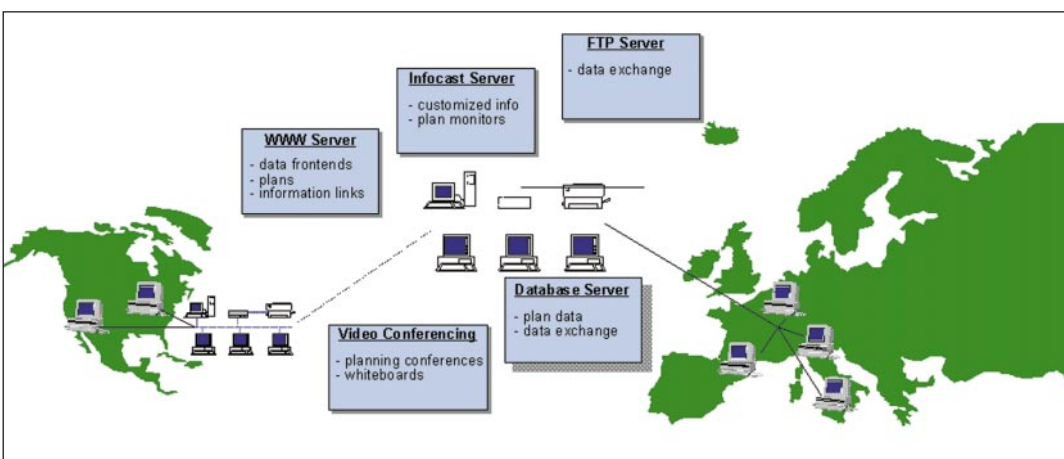 FTP Server
- data exchange
Infocast Server
- customized info
- plan monitors
WWW Server
- data frontends
- plans
- information links
Database Server
- plan data
- data exchange
Video Conferencing
- planning conferences
- whiteboards